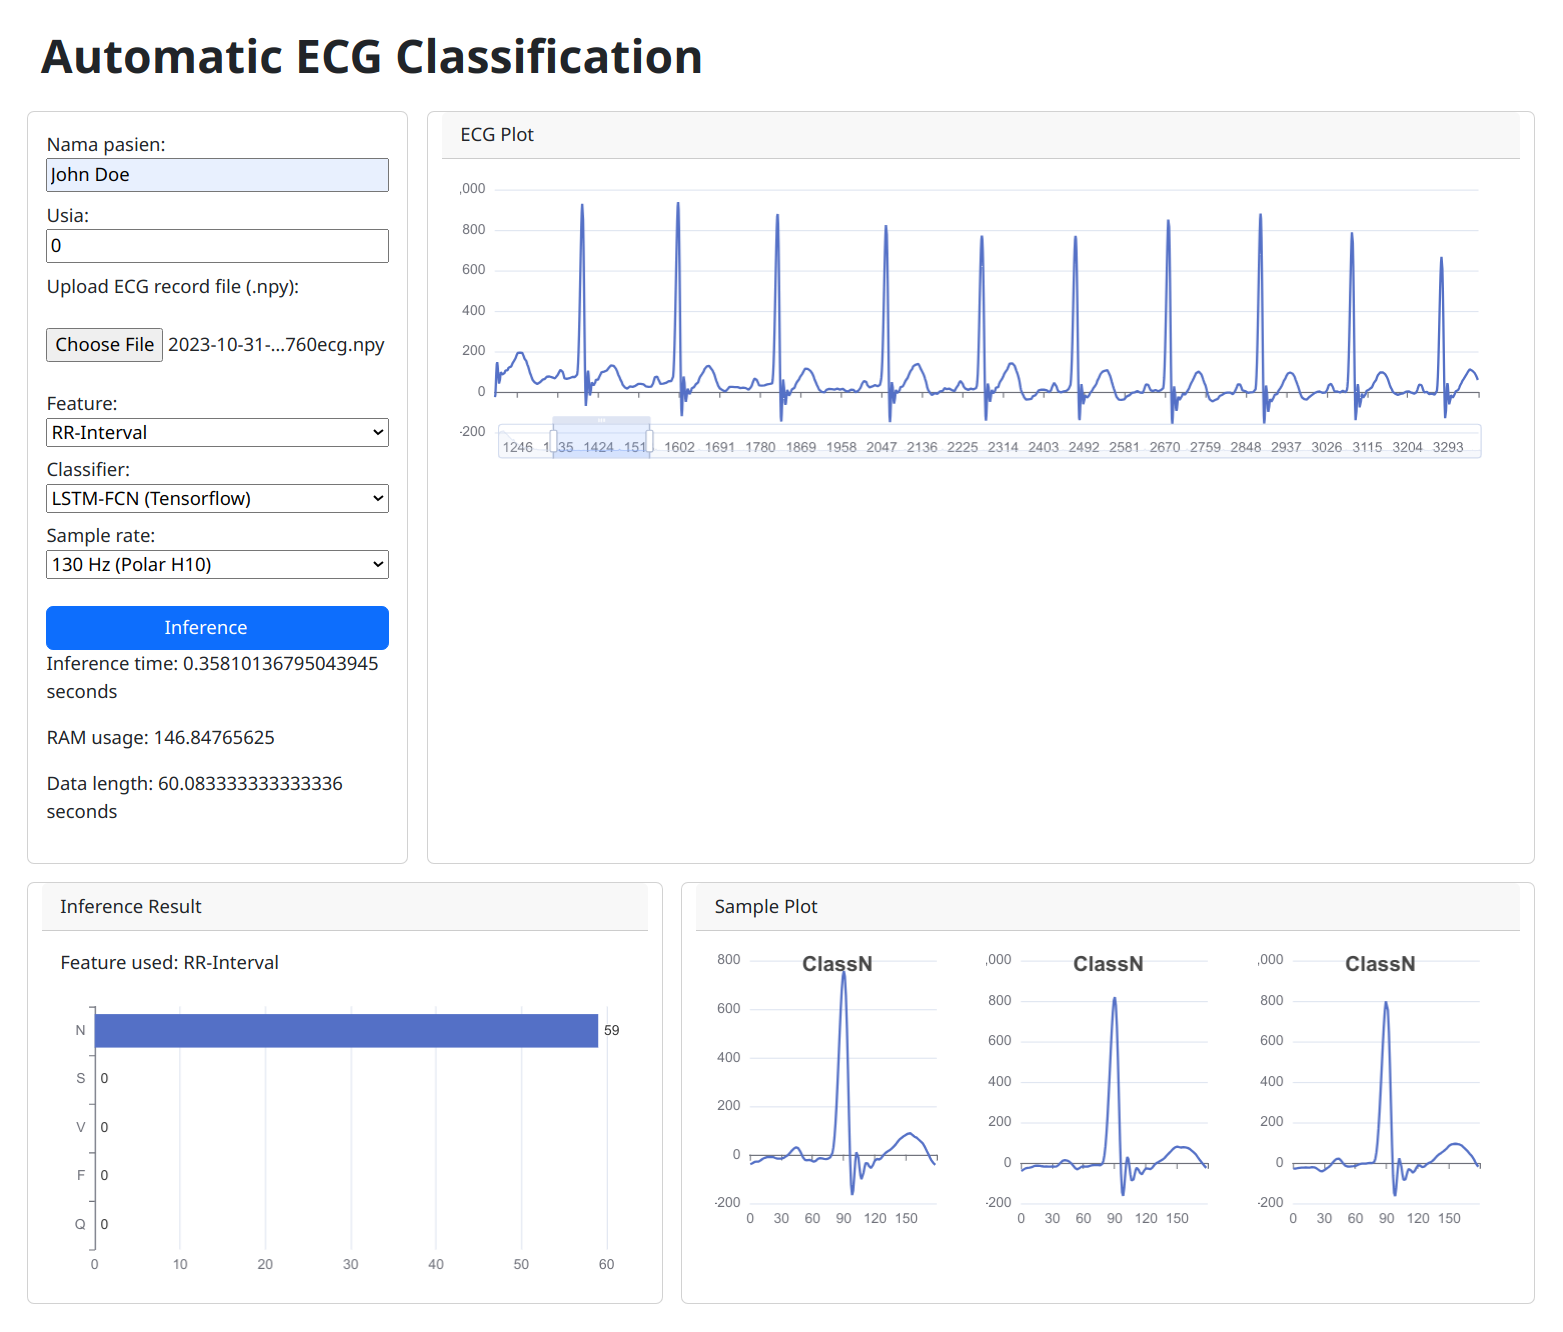 Automatic ECG Classification
Nama pasien:
John Doe
Usia:
0
Upload ECG record file (.npy):
Choose File 2023-10-31-...760ecg.npy
Feature:
RR-Interval
Classifier:
LSTM-FCN (Tensorflow)
Sample rate:
130 Hz (Polar H10)
Inference
Inference time: 0.35810136795043945
seconds
RAM usage: 146.84765625
Data length: 60.083333333333336
seconds
ECG Plot
,000
800
600
400
200
0
-200
1246 1335 1424 151 1602 1691 1780 1869 1958 2047 2136 2225 2314 2403 2492 2581 2670 2759 2848 2937 3026 3115 3204 3293
Inference Result
Feature used: RR-Interval
N 59
S 0
V 0
F 0
Q 0
0 10 20 30 40 50 60
Sample Plot
ClassN
800
600
400
200
0
-200
0 30 60 90 120 150
ClassN
,000
800
600
400
200
0
-200
0 30 60 90 120 150
ClassN
,000
800
600
400
200
0
-200
0 30 60 90 120 150